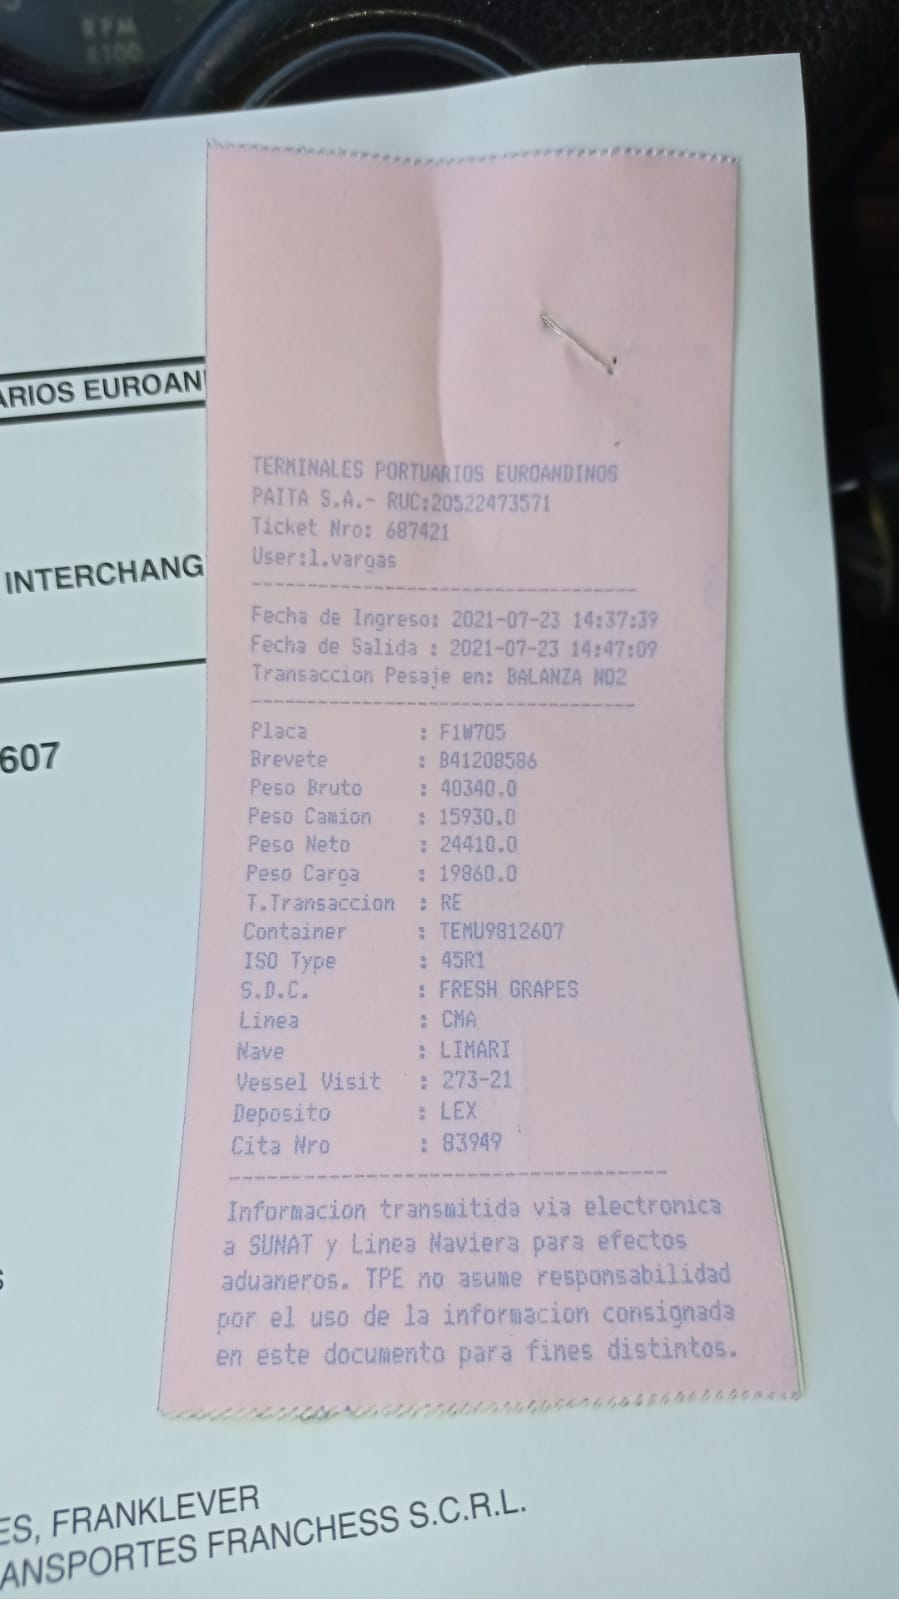 RPM
X100
ARIOS EUROAN
INTERCHANG
607
TERMINALES PORTUARIOS EUROANDINOS
PAITA S.A.- RUC:20522473571
Ticket Nro: 687421
User:l.vargas
------------------------------------
Fecha de Ingreso: 2021-07-23 14:37:39
Fecha de Salida : 2021-07-23 14:47:09
Transaccion Pesaje en: BALANZA NO2
------------------------------------
Placa : F1W705
Brevete : B41208586
Peso Bruto : 40340.0
Peso Camion : 15930.0
Peso Neto : 24410.0
Peso Carga : 19860.0
T.Transaccion : RE
Container : TEMU9812607
ISO Type : 45R1
S.D.C. : FRESH GRAPES
Linea : CMA
Nave : LIMARI
Vessel Visit : 273-21
Deposito : LEX
Cita Nro : 83949
------------------------------------
Informacion transmitida via electronica
a SUNAT y Linea Naviera para efectos
aduaneros. TPE no asume responsabilidad
por el uso de la informacion consignada
en este documento para fines distintos.
ES, FRANKLEVER
ANSPORTES FRANCHESS S.C.R.L.